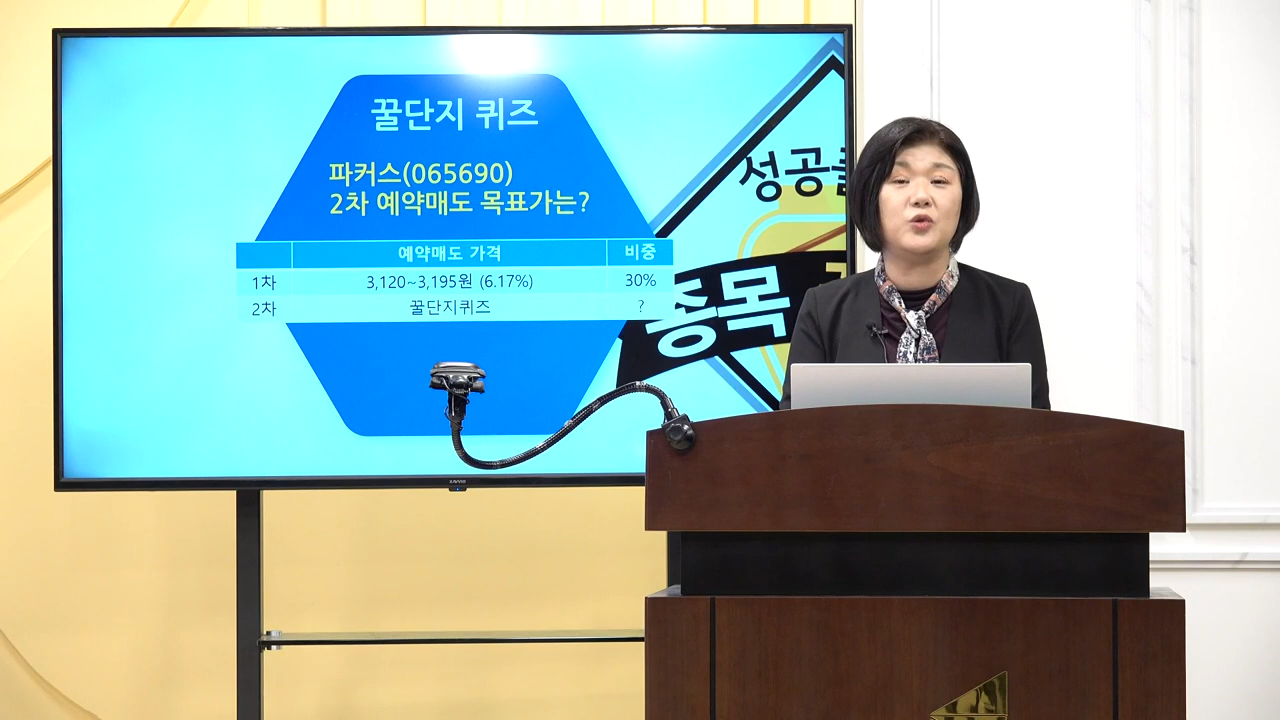 꿀단지 퀴즈
파커스(065690)
2차 예약매도 목표가는?
예약매도 가격 비중
1차 3,120~3,195원 (6.17%) 30%
2차 꿀단지퀴즈 ?
성공
종목